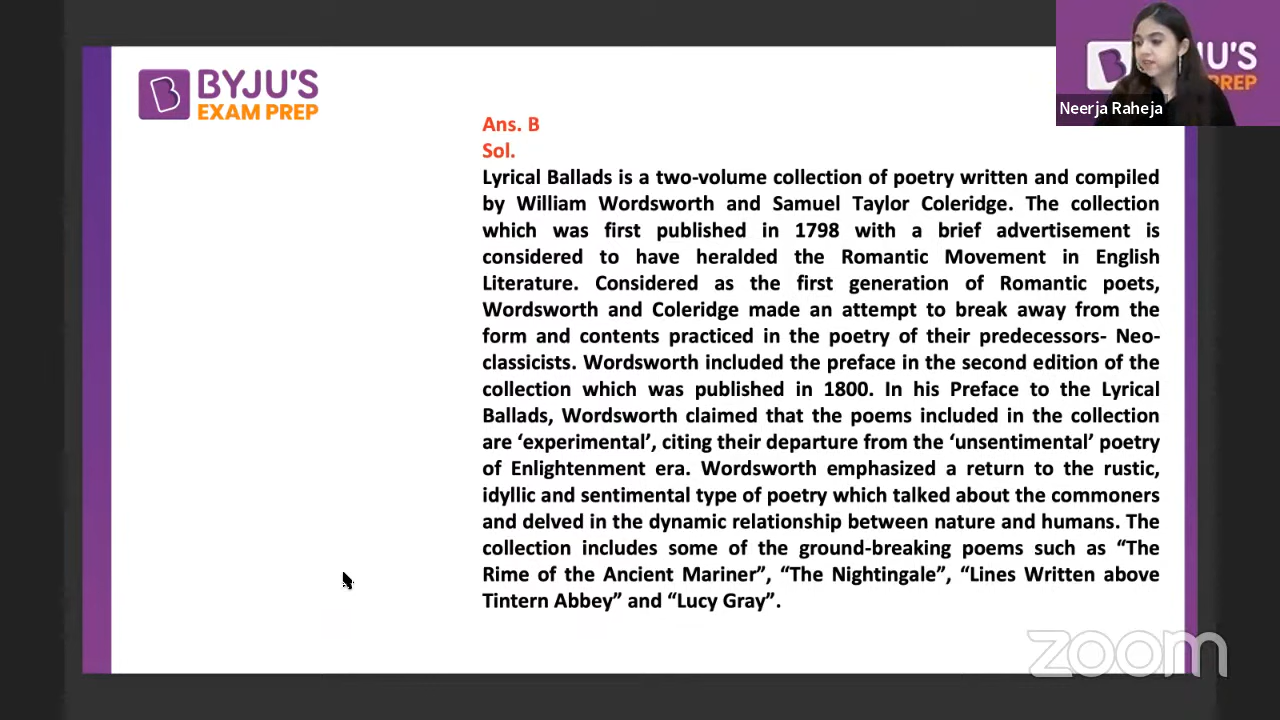 BYJU'S
EXAM PREP
Neerja Raheja
Ans. B
Sol.
Lyrical Ballads is a two-volume collection of poetry written and compiled
by William Wordsworth and Samuel Taylor Coleridge. The collection
which was first published in 1798 with a brief advertisement is
considered to have heralded the Romantic Movement in English
Literature. Considered as the first generation of Romantic poets,
Wordsworth and Coleridge made an attempt to break away from the
form and contents practiced in the poetry of their predecessors- Neo-
classicists. Wordsworth included the preface in the second edition of the
collection which was published in 1800. In his Preface to the Lyrical
Ballads, Wordsworth claimed that the poems included in the collection
are ‘experimental’, citing their departure from the ‘unsentimental’ poetry
of Enlightenment era. Wordsworth emphasized a return to the rustic,
idyllic and sentimental type of poetry which talked about the commoners
and delved in the dynamic relationship between nature and humans. The
collection includes some of the ground-breaking poems such as “The
Rime of the Ancient Mariner”, “The Nightingale”, “Lines Written above
Tintern Abbey” and “Lucy Gray”.
zoom